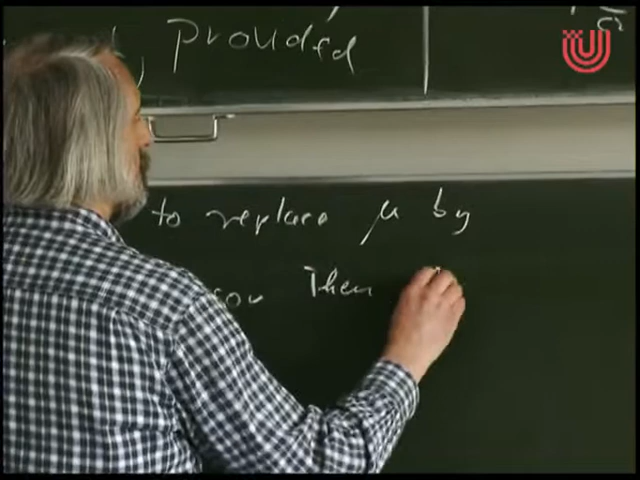 , provided
to replace μ by
Then